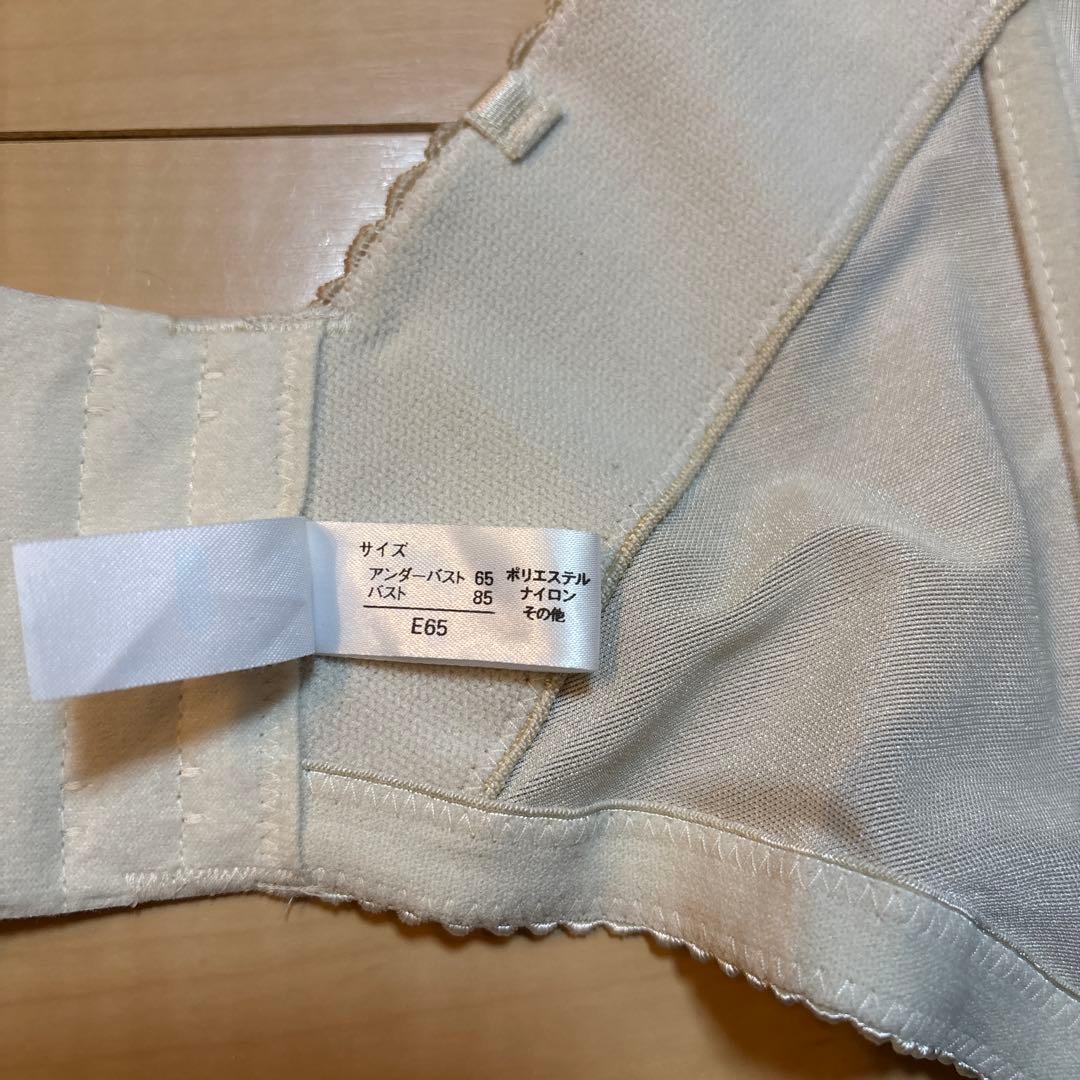 サイズ
アンダーバスト 65
バスト 85
E65
ポリエステル
ナイロン
その他